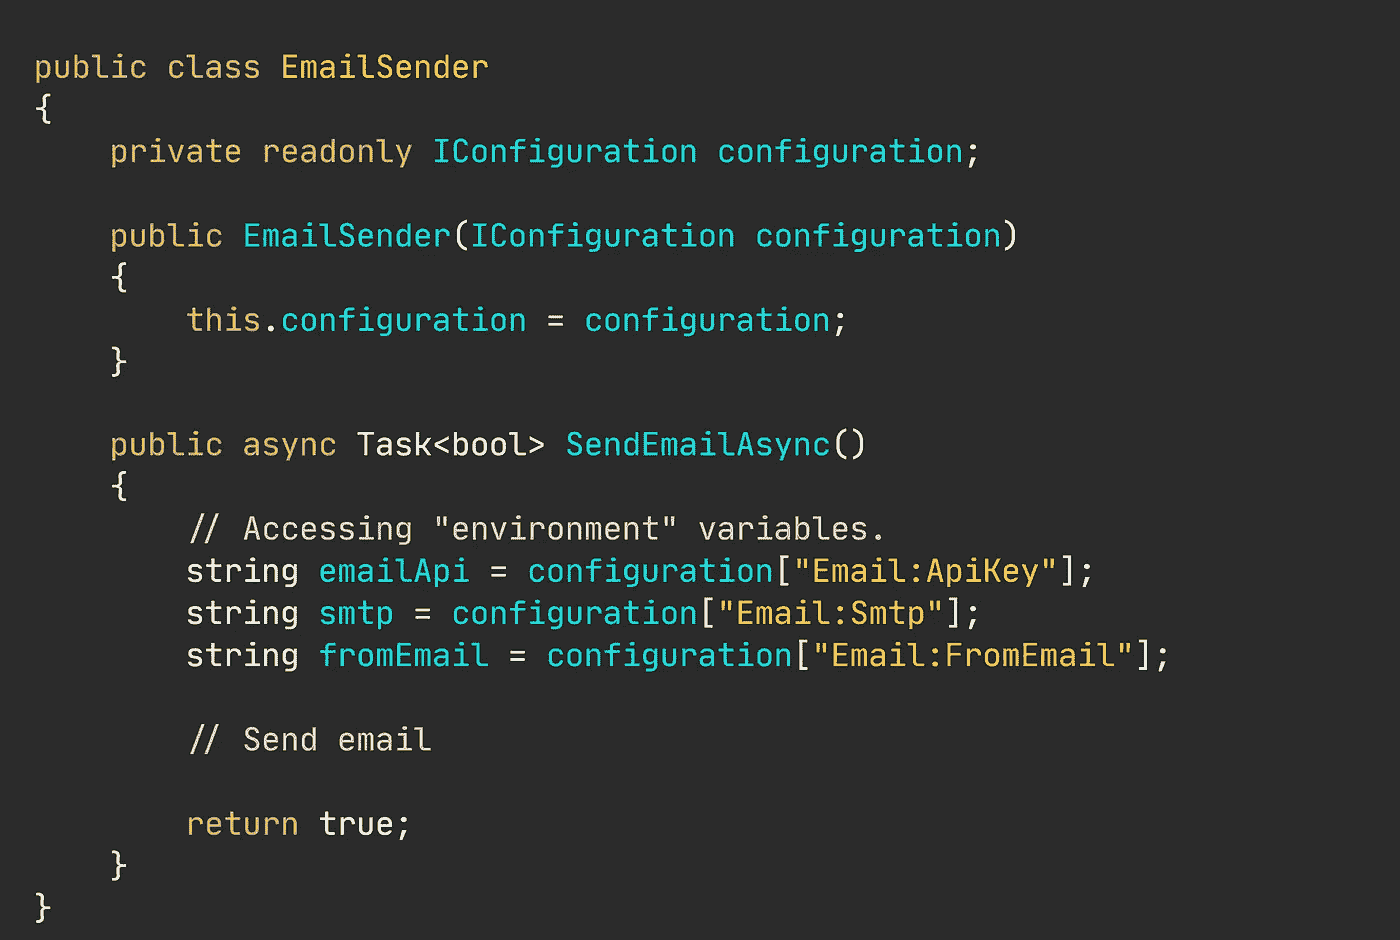 public class EmailSender
{
    private readonly IConfiguration configuration;

    public EmailSender(IConfiguration configuration)
    {
        this.configuration = configuration;
    }

    public async Task<bool> SendEmailAsync()
    {
        // Accessing "environment" variables.
        string emailApi = configuration["Email:ApiKey"];
        string smtp = configuration["Email:Smtp"];
        string fromEmail = configuration["Email:FromEmail"];

        // Send email

        return true;
    }
}